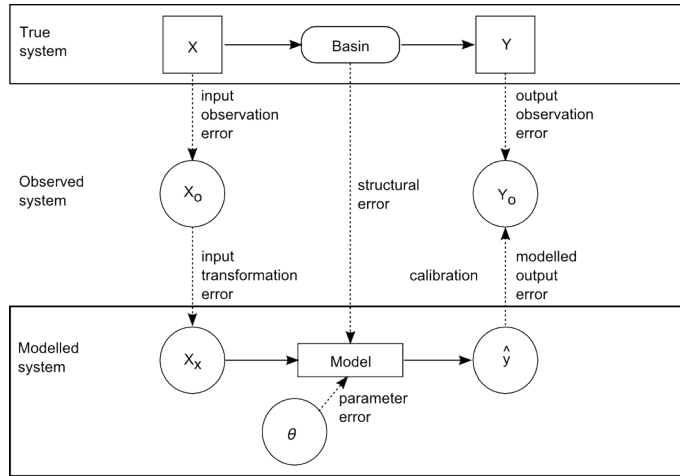 True
system
X
Basin
Y
input
observation
error
output
observation
error
Observed
system
Xo
structural
error
Yo
input
transformation
error
calibration
modelled
output
error
Modelled
system
Xx
Model
ŷ
parameter
error
θ